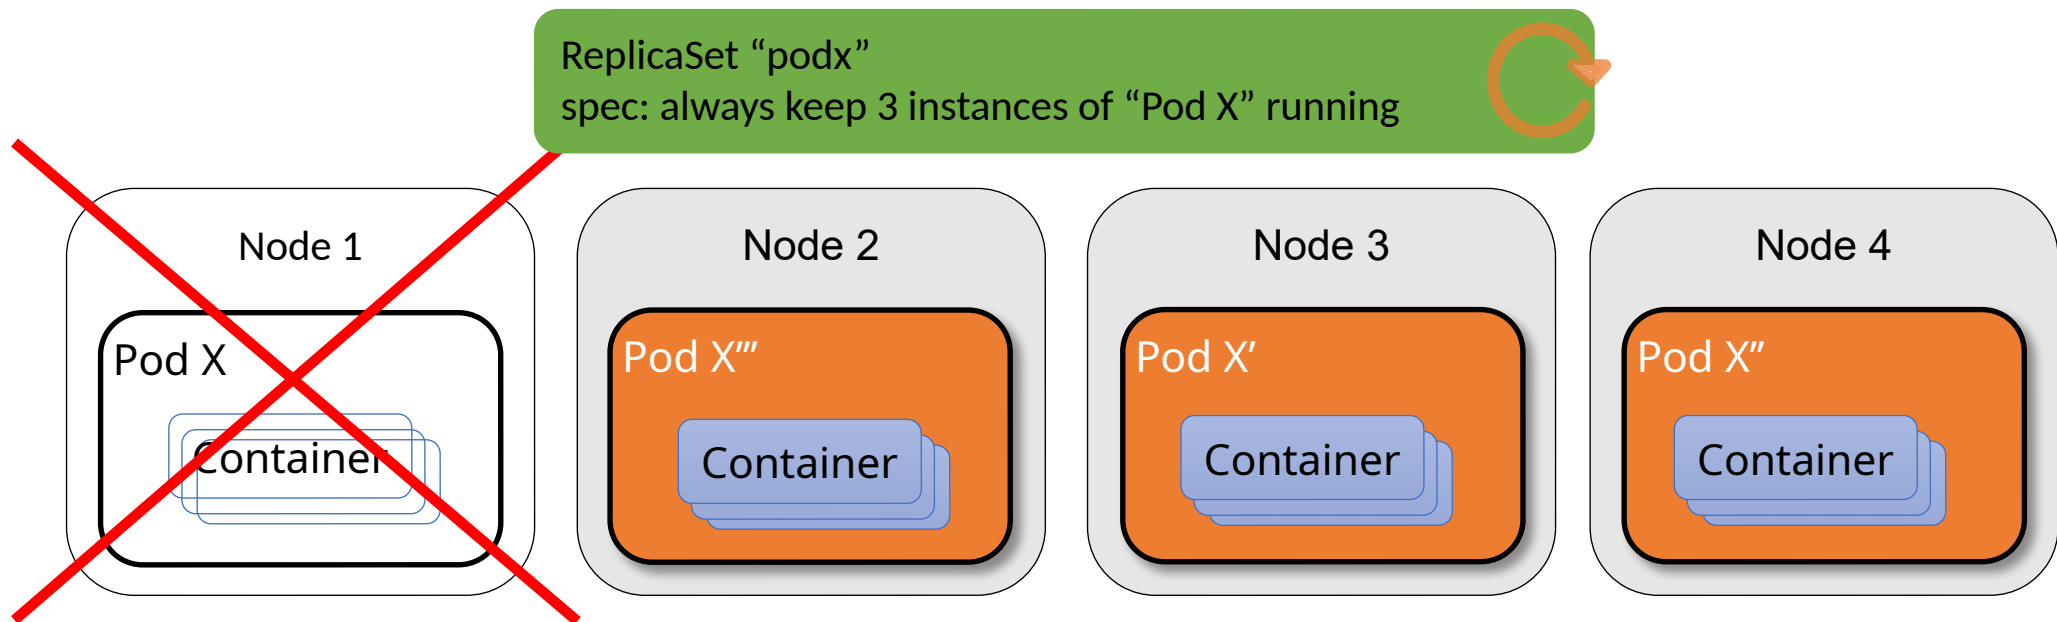 ReplicaSet “podx”
spec: always keep 3 instances of “Pod X” running
Node 1
Pod X
Container
Node 2
Pod X’’’
Container
Node 3
Pod X’
Container
Node 4
Pod X’’
Container